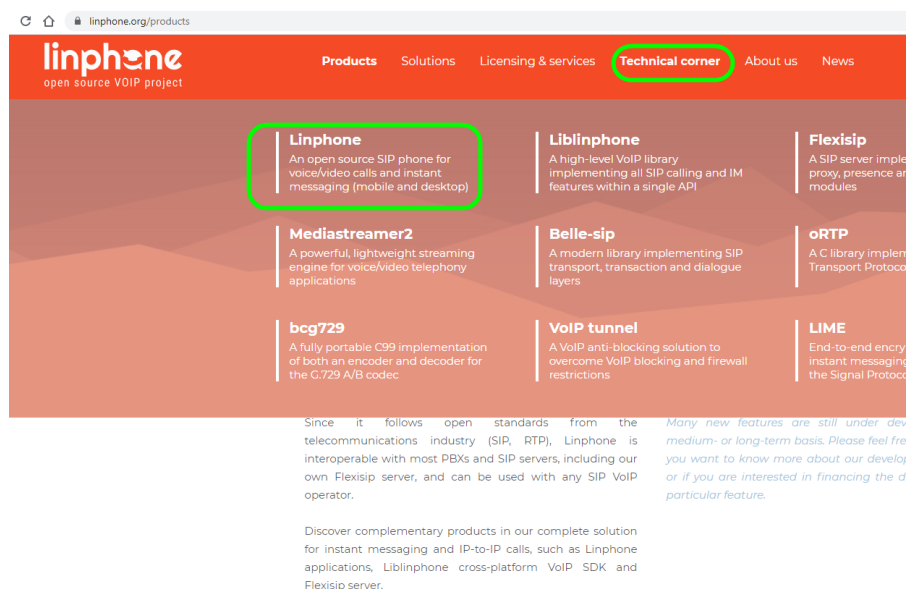 linphone.org/products
linphone
open source VOIP project
Products Solutions Licensing & services Technical corner About us News
Linphone
An open source SIP phone for
voice/video calls and instant
messaging (mobile and desktop)
Liblinphone
A high-level VoIP library
implementing all SIP calling and IM
features within a single API
Flexisip
A SIP server imple
proxy, presence an
modules
Mediastreamer2
A powerful, lightweight streaming
engine for voice/video telephony
applications
Belle-sip
A modern library implementing SIP
transport, transaction and dialogue
layers
oRTP
A C library implem
Transport Protoco
bcg729
A fully portable C99 implementation
of both an encoder and decoder for
the G.729 A/B codec
VoIP tunnel
A VoIP anti-blocking solution to
overcome VoIP blocking and firewall
restrictions
LIME
End-to-end encry
instant messaging
the Signal Protoco
Since it follows open standards from the
telecommunications industry (SIP, RTP), Linphone is
interoperable with most PBXs and SIP servers, including our
own Flexisip server, and can be used with any SIP VoIP
operator.
Discover complementary products in our complete solution
for instant messaging and IP-to-IP calls, such as Linphone
applications, Liblinphone cross-platform VoIP SDK and
Flexisip server.
Many new features are still under dev
medium- or long-term basis. Please feel fre
you want to know more about our develop
or if you are interested in financing the d
particular feature.